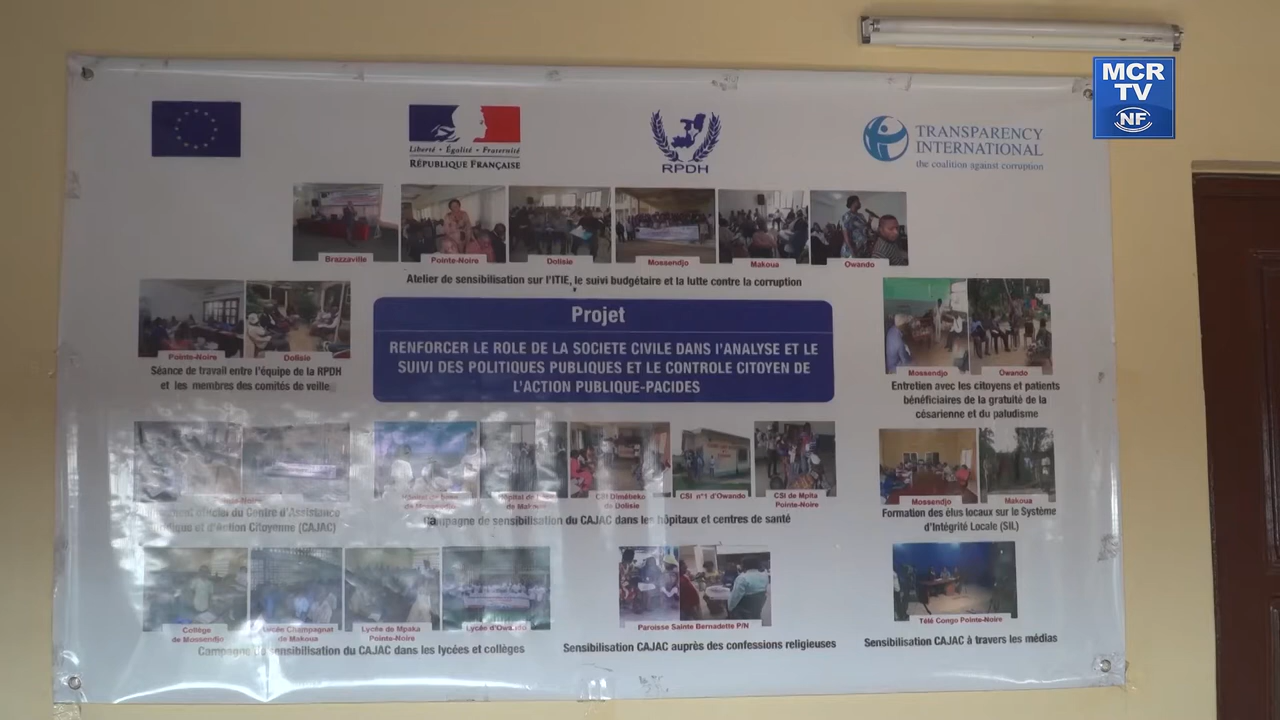 MCR
TV
NF
Liberté • Égalité • Fraternité
RÉPUBLIQUE FRANÇAISE
RPDH
TRANSPARENCY
INTERNATIONAL
the coalition against corruption
Brazzaville
Pointe-Noire
Dolisie
Mossendjo
Makoua
Owando
Atelier de sensibilisation sur l'ITIE, le suivi budgétaire et la lutte contre la corruption
Pointe-Noire
Dolisie
Séance de travail entre l'équipe de la RPDH
et les membres des comités de veille
Projet
RENFORCER LE ROLE DE LA SOCIETE CIVILE DANS l'ANALYSE ET LE
SUIVI DES POLITIQUES PUBLIQUES ET LE CONTROLE CITOYEN DE
L'ACTION PUBLIQUE-PACIDES
Mossendjo
Owando
Entretien avec les citoyens et patients
bénéficiaires de la gratuité de la
césarienne et du paludisme
officiel du Centre d'Assistance
et d'Action Citoyenne (CAJAC)
CSI Dimébeko
de Dolisie
CSI n°1 d'Owando
CSI de Mpita
Pointe-Noire
Campagne de sensibilisation du CAJAC dans les hôpitaux et centres de santé
Mossendjo
Makoua
Formation des élus locaux sur le Système
d'Intégrité Locale (SIL)
Collège
de Mossendjo
Lycée Champagnat
de Makoua
Lycée de Mpaka
Pointe-Noire
Lycée d'Owando
Campagne de sensibilisation du CAJAC dans les lycées et collèges
Paroisse Sainte Bernadette P/N
Sensibilisation CAJAC auprès des confessions religieuses
Télé Congo Pointe-Noire
Sensibilisation CAJAC à travers les médias